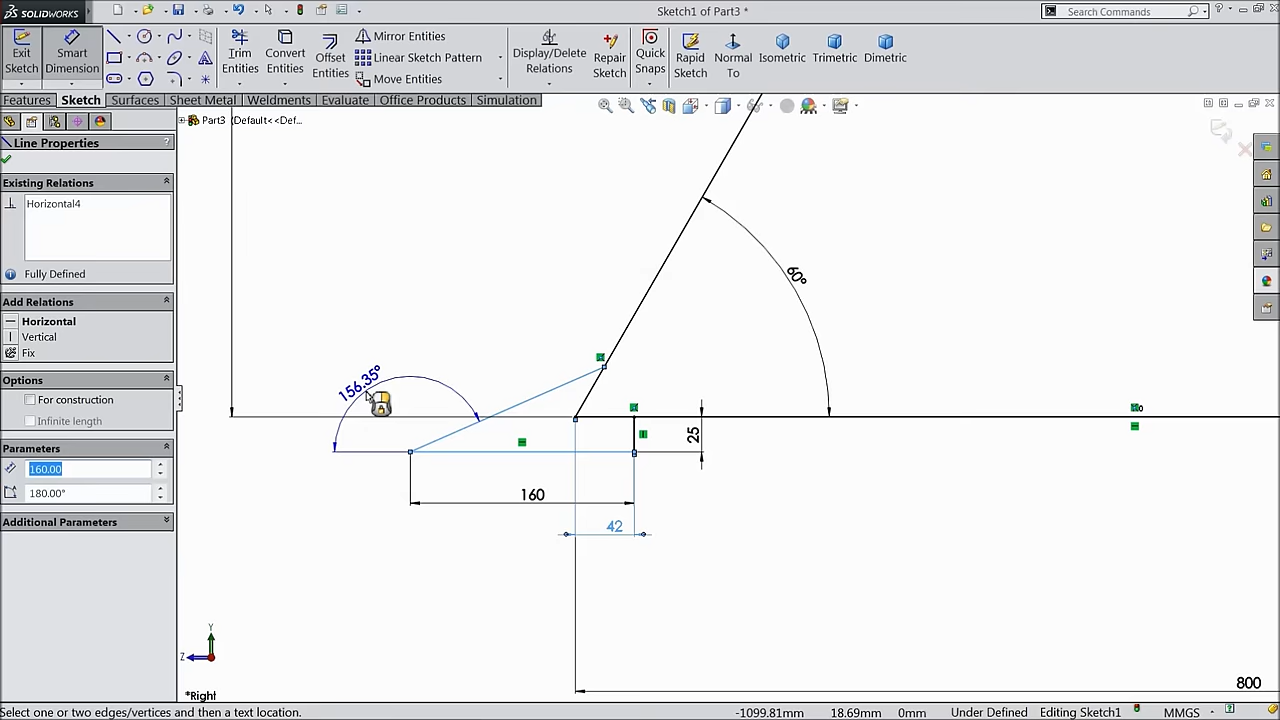 SOLIDWORKS
Sketch1 of Part3 *
Search Commands
?
Exit Sketch
Smart Dimension
Trim Entities
Convert Entities
Offset Entities
Mirror Entities
Linear Sketch Pattern
Move Entities
Display/Delete Relations
Repair Sketch
Quick Snaps
Rapid Sketch
Normal To
Isometric
Trimetric
Dimetric
Features
Sketch
Surfaces
Sheet Metal
Weldments
Evaluate
Office Products
Simulation
Part3 (Default<<Def...
Line Properties
?
Existing Relations
Horizontal4
Fully Defined
Add Relations
Horizontal
Vertical
Fix
Options
For construction
Infinite length
Parameters
160.00
180.00°
Additional Parameters
60°
156.35°
25
160
42
800
Y
Z
*Right
Select one or two edges/vertices and then a text location.
-1099.81mm
18.69mm
0mm
Under Defined
Editing Sketch1
MMGS